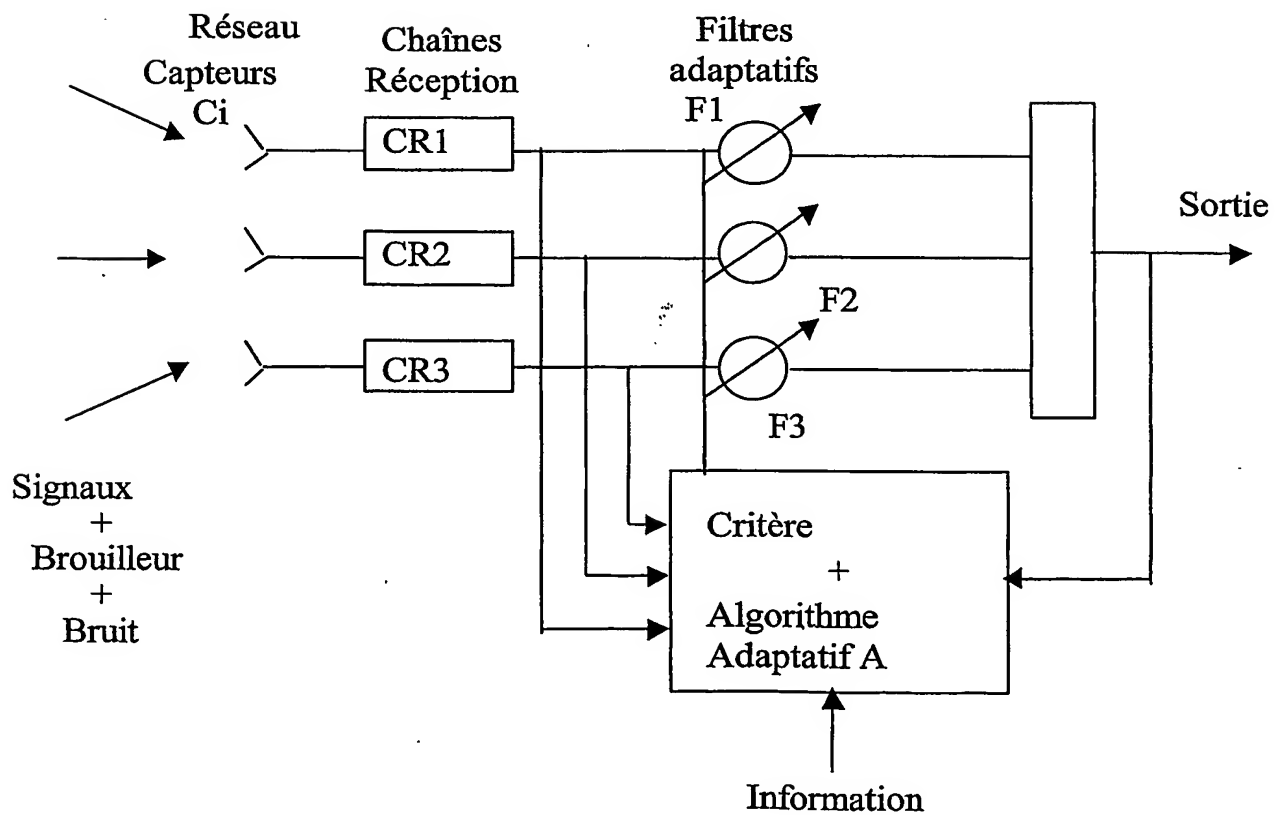 Réseau
Capteurs
Ci
Chaînes
Réception
Filtres
adaptatifs
F1
CR1
CR2
CR3
F2
F3
Sortie
Signaux
+
Brouilleur
+
Bruit
Critère
+
Algorithme
Adaptatif A
Information